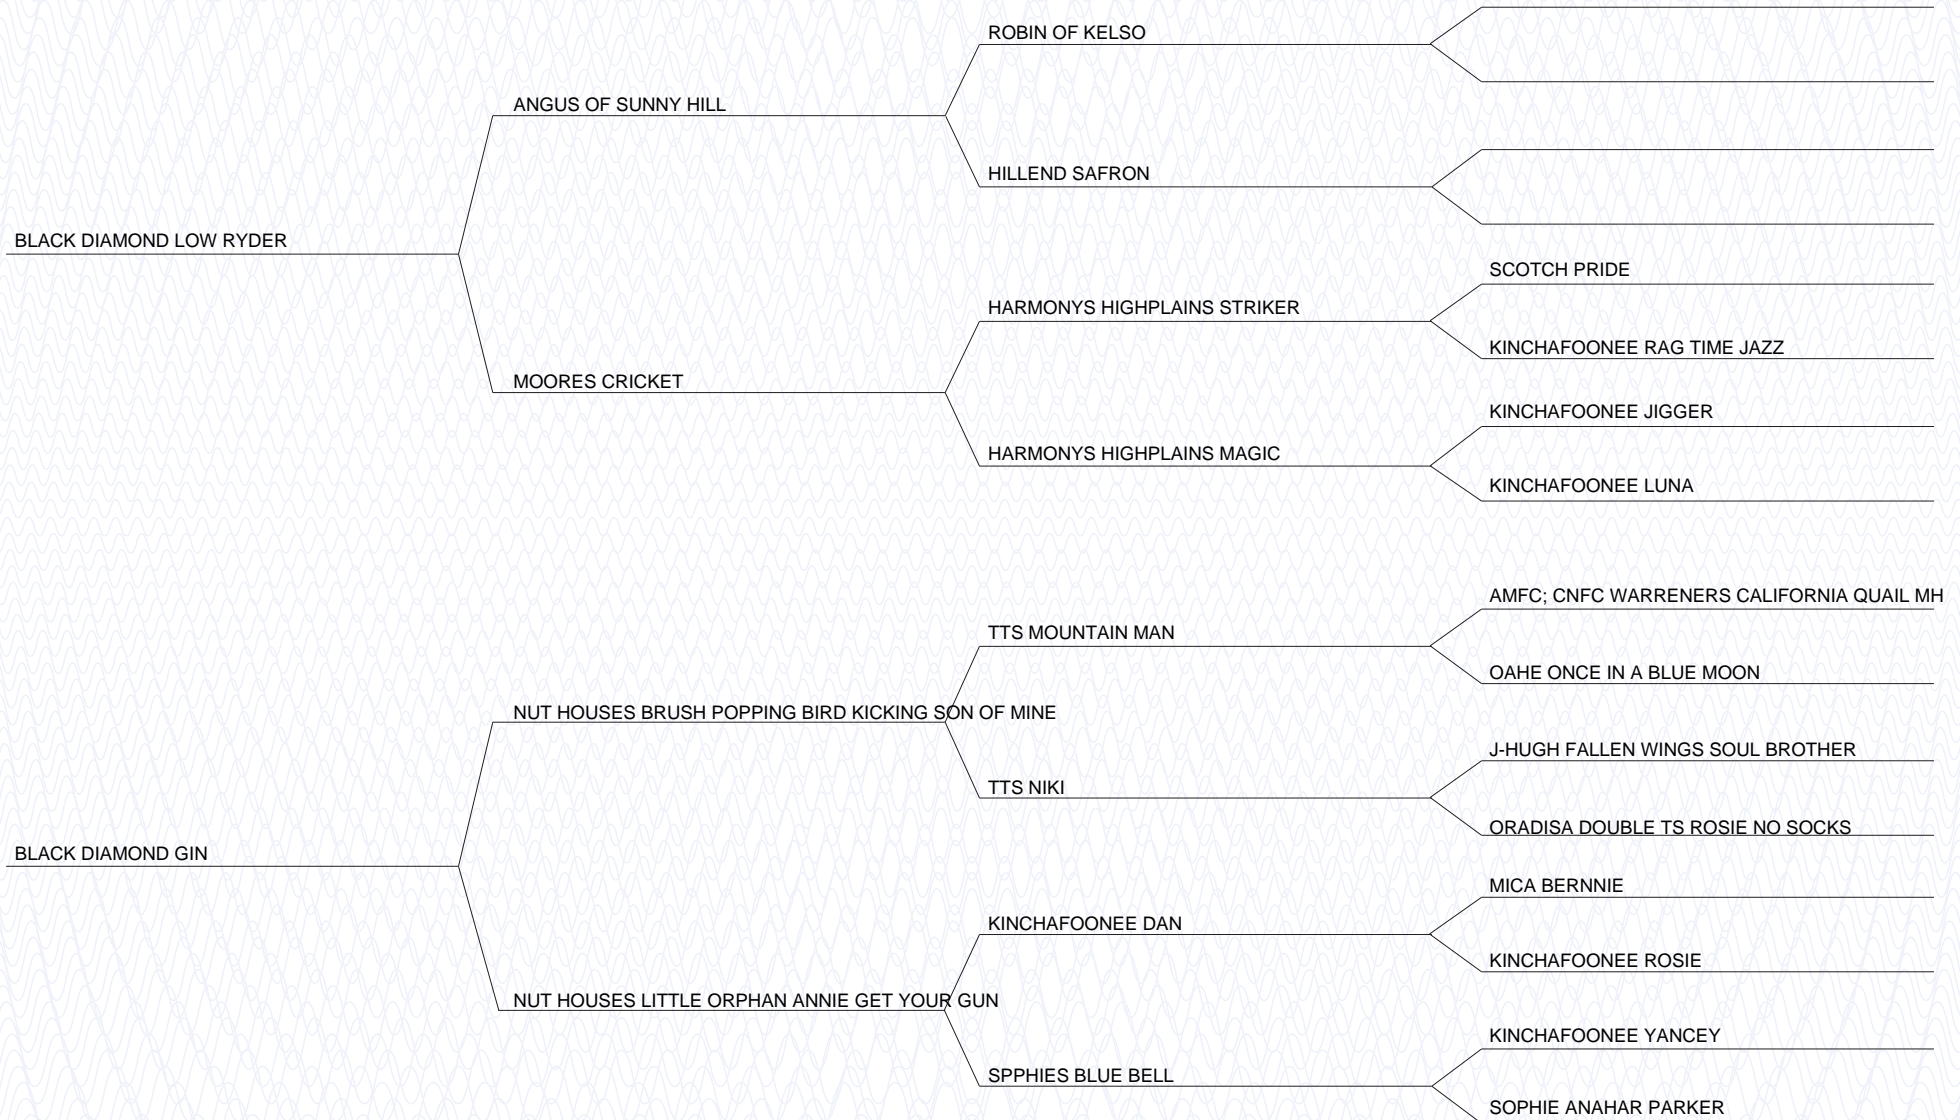 ROBIN OF KELSO
ANGUS OF SUNNY HILL
HILLEND SAFRON
BLACK DIAMOND LOW RYDER
SCOTCH PRIDE
HARMONYS HIGHPLAINS STRIKER
KINCHAFOONEE RAG TIME JAZZ
MOORES CRICKET
KINCHAFOONEE JIGGER
HARMONYS HIGHPLAINS MAGIC
KINCHAFOONEE LUNA
AMFC; CNFC WARRENERS CALIFORNIA QUAIL MH
TTS MOUNTAIN MAN
OAHE ONCE IN A BLUE MOON
NUT HOUSES BRUSH POPPING BIRD KICKING SON OF MINE
J-HUGH FALLEN WINGS SOUL BROTHER
TTS NIKI
ORADISA DOUBLE TS ROSIE NO SOCKS
BLACK DIAMOND GIN
MICA BERNNIE
KINCHAFOONEE DAN
KINCHAFOONEE ROSIE
NUT HOUSES LITTLE ORPHAN ANNIE GET YOUR GUN
KINCHAFOONEE YANCEY
SPPHIES BLUE BELL
SOPHIE ANAHAR PARKER